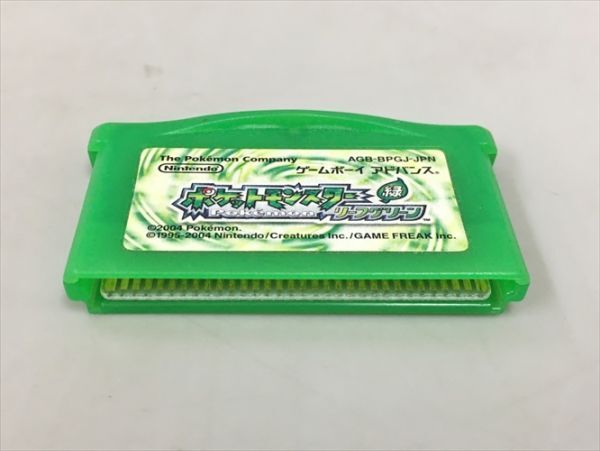 The Pokémon Company AGB-BPGJ-JPN
Nintendo ゲームボーイ アドバンス®
ポケットモンスター 緑
Pokémon リーフグリーン™
©2004 Pokémon.
©1995-2004 Nintendo/Creatures Inc./GAME FREAK Inc.